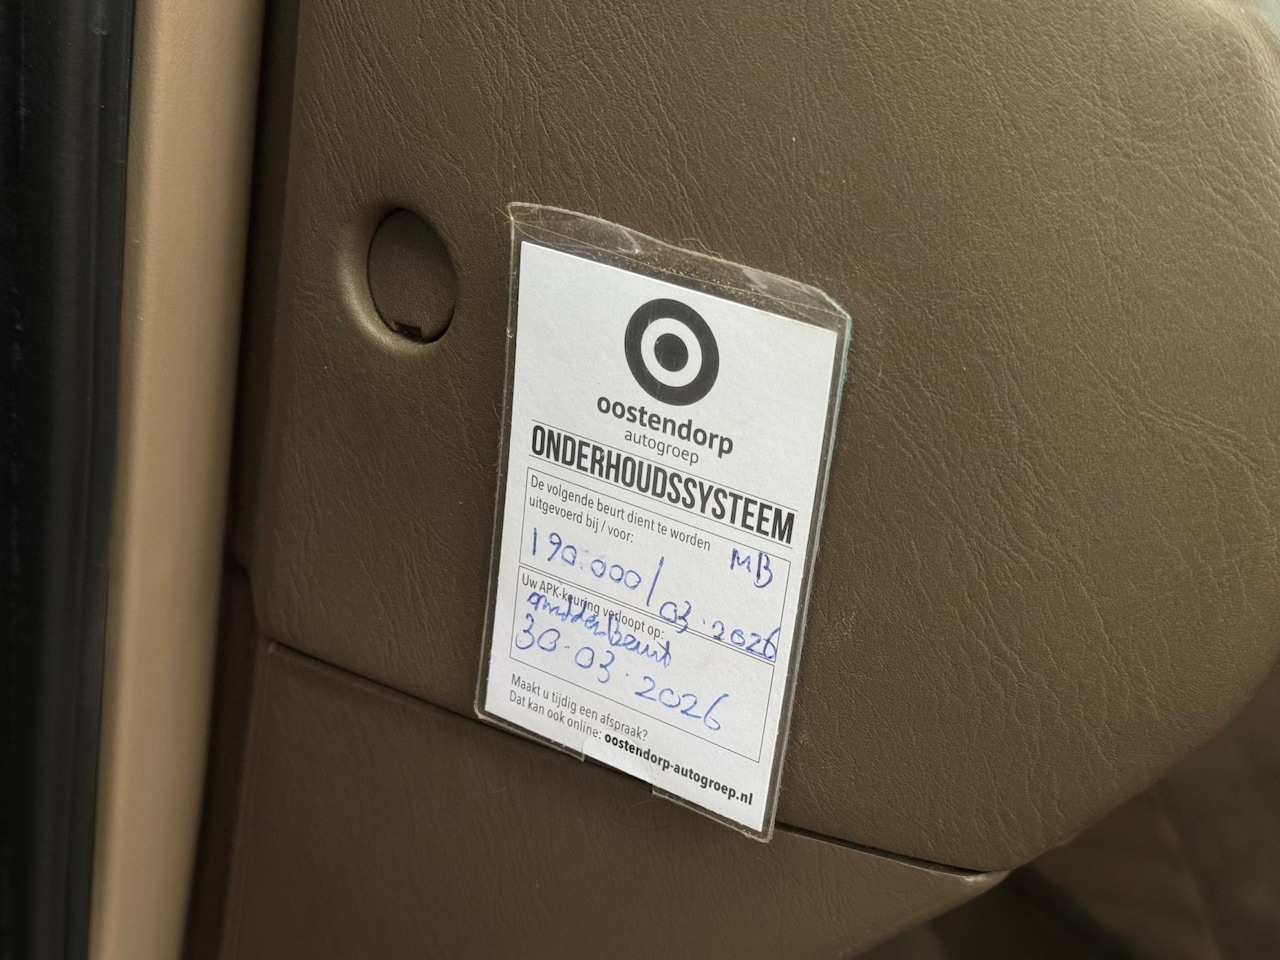 oostendorp
autogroep
ONDERHOUDSSYSTEEM
De volgende beurt dient te worden
uitgevoerd bij / voor:
MB
190.000/03.2026
Uw APK-keuring verloopt op:
middenbeurt
30-03.2026
Maakt u tijdig een afspraak?
Dat kan ook online: oostendorp-autogroep.nl